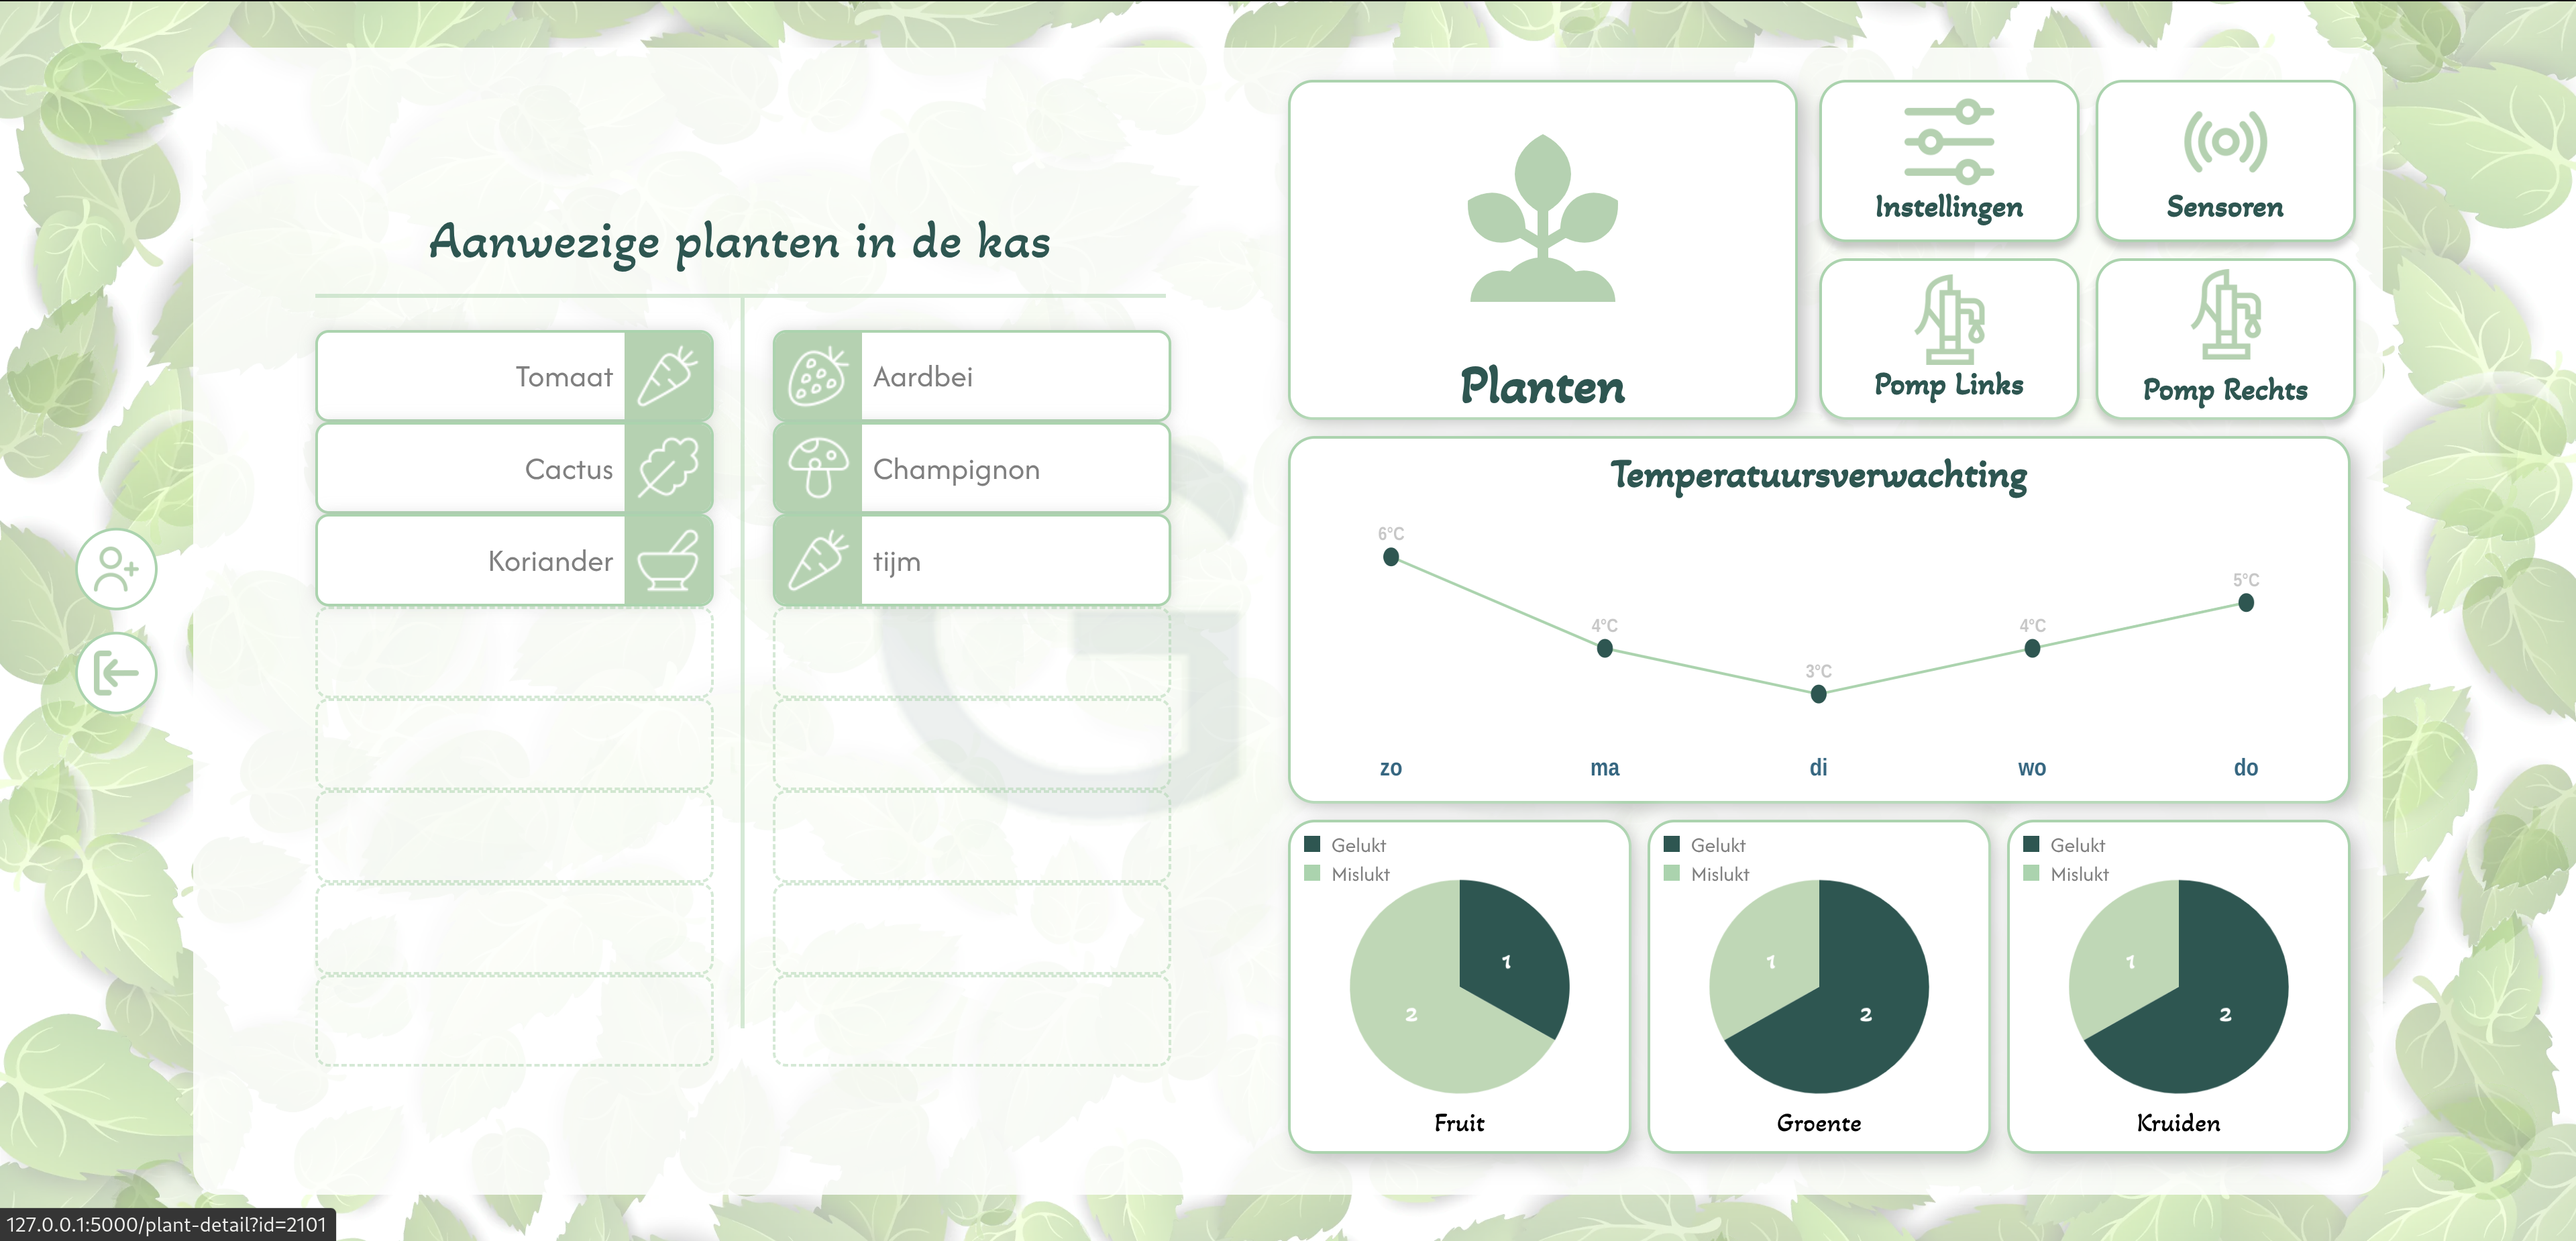 Aanwezige planten in de kas
Tomaat
Aardbei
Cactus
Champignon
Koriander
tijm
G
Planten
Instellingen
Sensoren
Pomp Links
Pomp Rechts
Temperatuursverwachting
6°C
4°C
3°C
4°C
5°C
zo ma di wo do
Gelukt
Mislukt
1
2
Fruit
Gelukt
Mislukt
1
2
Groente
Gelukt
Mislukt
1
2
Kruiden
127.0.0.1:5000/plant-detail?id=2101